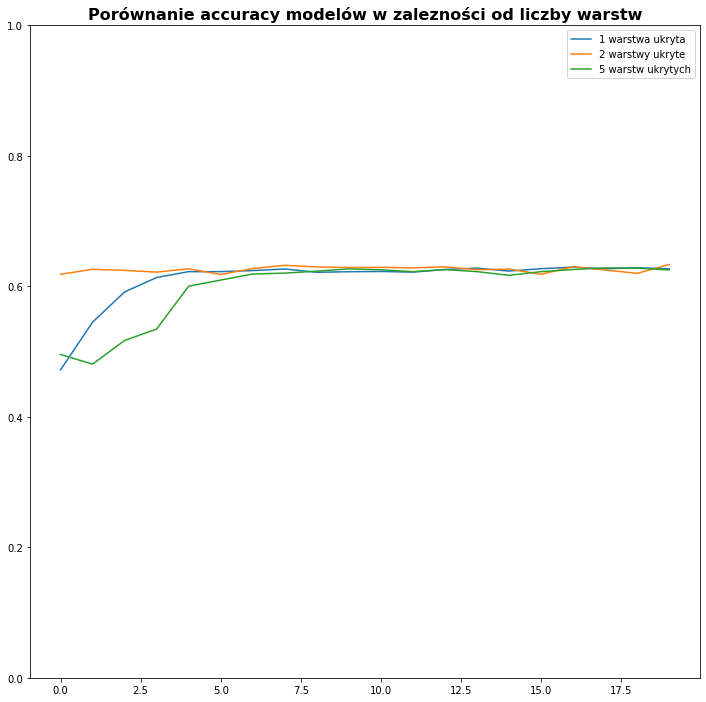 Porównanie accuracy modelów w zalezności od liczby warstw
1 warstwa ukryta
2 warstwy ukryte
5 warstw ukrytych
1.0
0.8
0.6
0.4
0.2
0.0
0.0 2.5 5.0 7.5 10.0 12.5 15.0 17.5